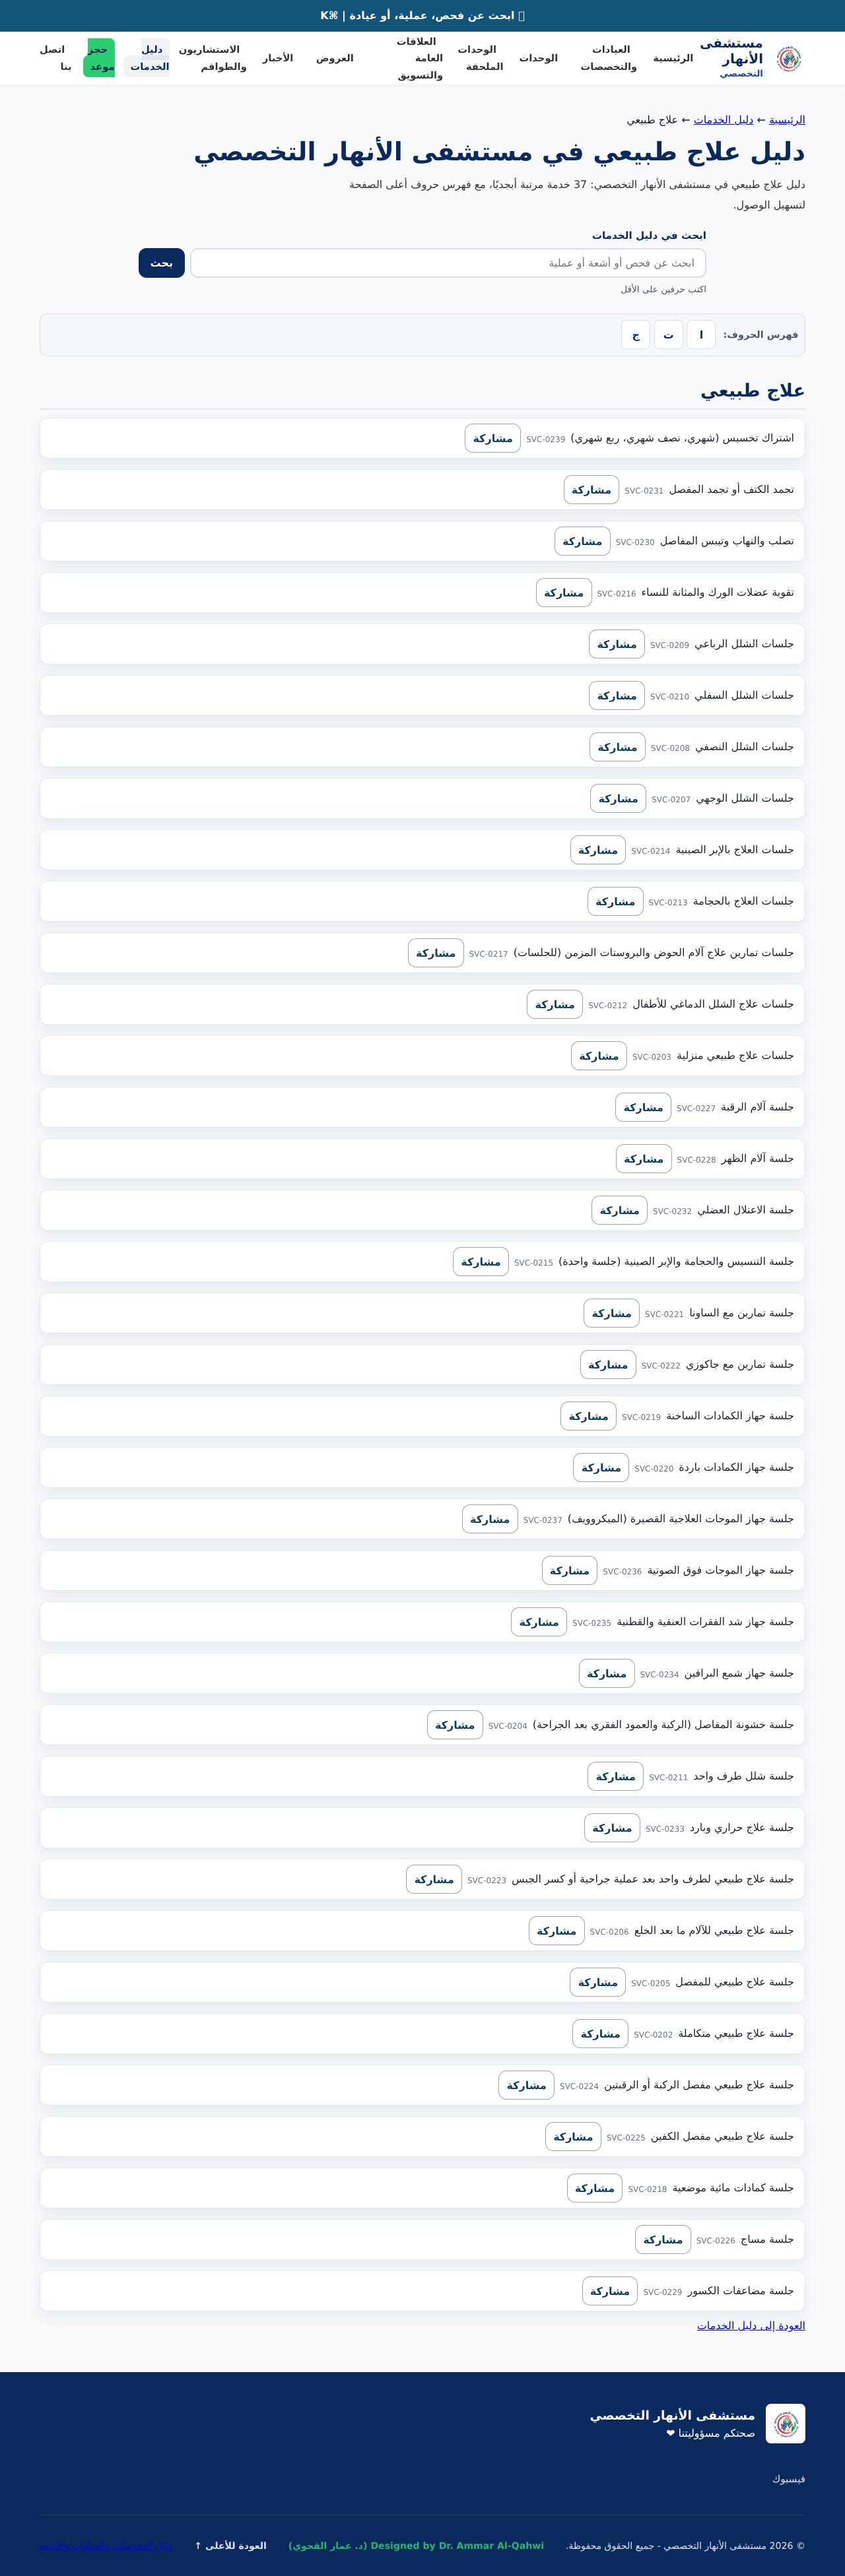 ابحث عن فحص، عملية، أو عيادة | ⌘K
مستشفى الأنهار
التخصصي
الرئيسية
العيادات والتخصصات
الوحدات
الوحدات الملحقة
العلاقات العامة والتسويق
العروض
الأخبار
الاستشاريون والطواقم
دليل الخدمات
حجز موعد
اتصل بنا
الرئيسية ← دليل الخدمات ← علاج طبيعي
دليل علاج طبيعي في مستشفى الأنهار التخصصي
دليل علاج طبيعي في مستشفى الأنهار التخصصي: 37 خدمة مرتبة أبجديًا، مع فهرس حروف أعلى الصفحة
لتسهيل الوصول.
ابحث في دليل الخدمات
ابحث عن فحص أو أشعة أو عملية
بحث
اكتب حرفين على الأقل
فهرس الحروف: ا ت ج
علاج طبيعي
اشتراك تخسيس (شهري، نصف شهري، ربع شهري) SVC-0239 مشاركة
تجمد الكتف أو تجمد المفصل SVC-0231 مشاركة
تصلب والتهاب وتيبس المفاصل SVC-0230 مشاركة
تقوية عضلات الورك والمثانة للنساء SVC-0216 مشاركة
جلسات الشلل الرباعي SVC-0209 مشاركة
جلسات الشلل السفلي SVC-0210 مشاركة
جلسات الشلل النصفي SVC-0208 مشاركة
جلسات الشلل الوجهي SVC-0207 مشاركة
جلسات العلاج بالإبر الصينية SVC-0214 مشاركة
جلسات العلاج بالحجامة SVC-0213 مشاركة
جلسات تمارين علاج آلام الحوض والبروستات المزمن (للجلسات) SVC-0217 مشاركة
جلسات علاج الشلل الدماغي للأطفال SVC-0212 مشاركة
جلسات علاج طبيعي منزلية SVC-0203 مشاركة
جلسة آلام الرقبة SVC-0227 مشاركة
جلسة آلام الظهر SVC-0228 مشاركة
جلسة الاعتلال العضلي SVC-0232 مشاركة
جلسة التنسيس والحجامة والإبر الصينية (جلسة واحدة) SVC-0215 مشاركة
جلسة تمارين مع الساونا SVC-0221 مشاركة
جلسة تمارين مع جاكوزي SVC-0222 مشاركة
جلسة جهاز الكمادات الساخنة SVC-0219 مشاركة
جلسة جهاز الكمادات باردة SVC-0220 مشاركة
جلسة جهاز الموجات العلاجية القصيرة (الميكروويف) SVC-0237 مشاركة
جلسة جهاز الموجات فوق الصوتية SVC-0236 مشاركة
جلسة جهاز شد الفقرات العنقية والقطنية SVC-0235 مشاركة
جلسة جهاز شمع البرافين SVC-0234 مشاركة
جلسة خشونة المفاصل (الركبة والعمود الفقري بعد الجراحة) SVC-0204 مشاركة
جلسة شلل طرف واحد SVC-0211 مشاركة
جلسة علاج حراري وبارد SVC-0233 مشاركة
جلسة علاج طبيعي لطرف واحد بعد عملية جراحية أو كسر الجبس SVC-0223 مشاركة
جلسة علاج طبيعي للآلام ما بعد الخلع SVC-0206 مشاركة
جلسة علاج طبيعي للمفصل SVC-0205 مشاركة
جلسة علاج طبيعي متكاملة SVC-0202 مشاركة
جلسة علاج طبيعي مفصل الركبة أو الرقبتين SVC-0224 مشاركة
جلسة علاج طبيعي مفصل الكفين SVC-0225 مشاركة
جلسة كمادات مائية موضعية SVC-0218 مشاركة
جلسة مساج SVC-0226 مشاركة
جلسة مضاعفات الكسور SVC-0229 مشاركة
العودة إلى دليل الخدمات
مستشفى الأنهار التخصصي
صحتكم مسؤوليتنا ❤
فيسبوك
© 2026 مستشفى الأنهار التخصصي - جميع الحقوق محفوظة.
Designed by Dr. Ammar Al-Qahwi (د. عمار القحوي)
العودة للأعلى ↑